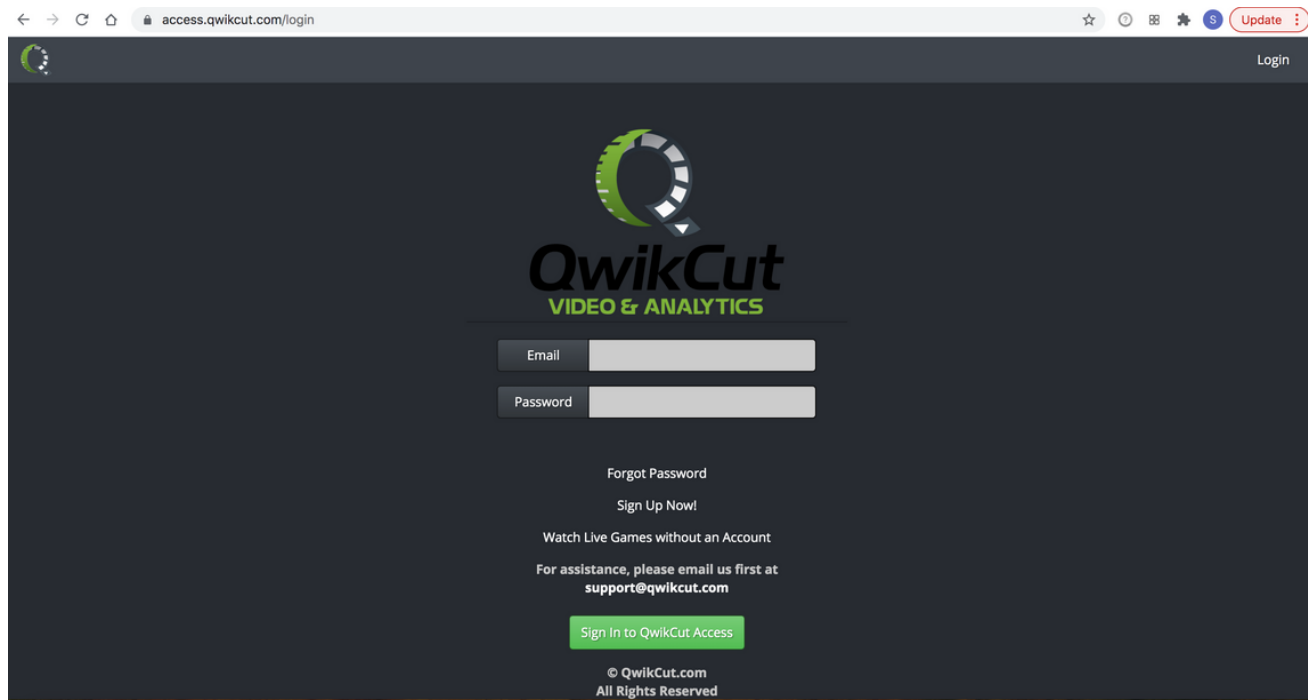 access.qwikcut.com/login
S
Update
Login
QwikCut
VIDEO & ANALYTICS
Email
Password
Forgot Password
Sign Up Now!
Watch Live Games without an Account
For assistance, please email us first at
support@qwikcut.com
Sign In to QwikCut Access
© QwikCut.com
All Rights Reserved